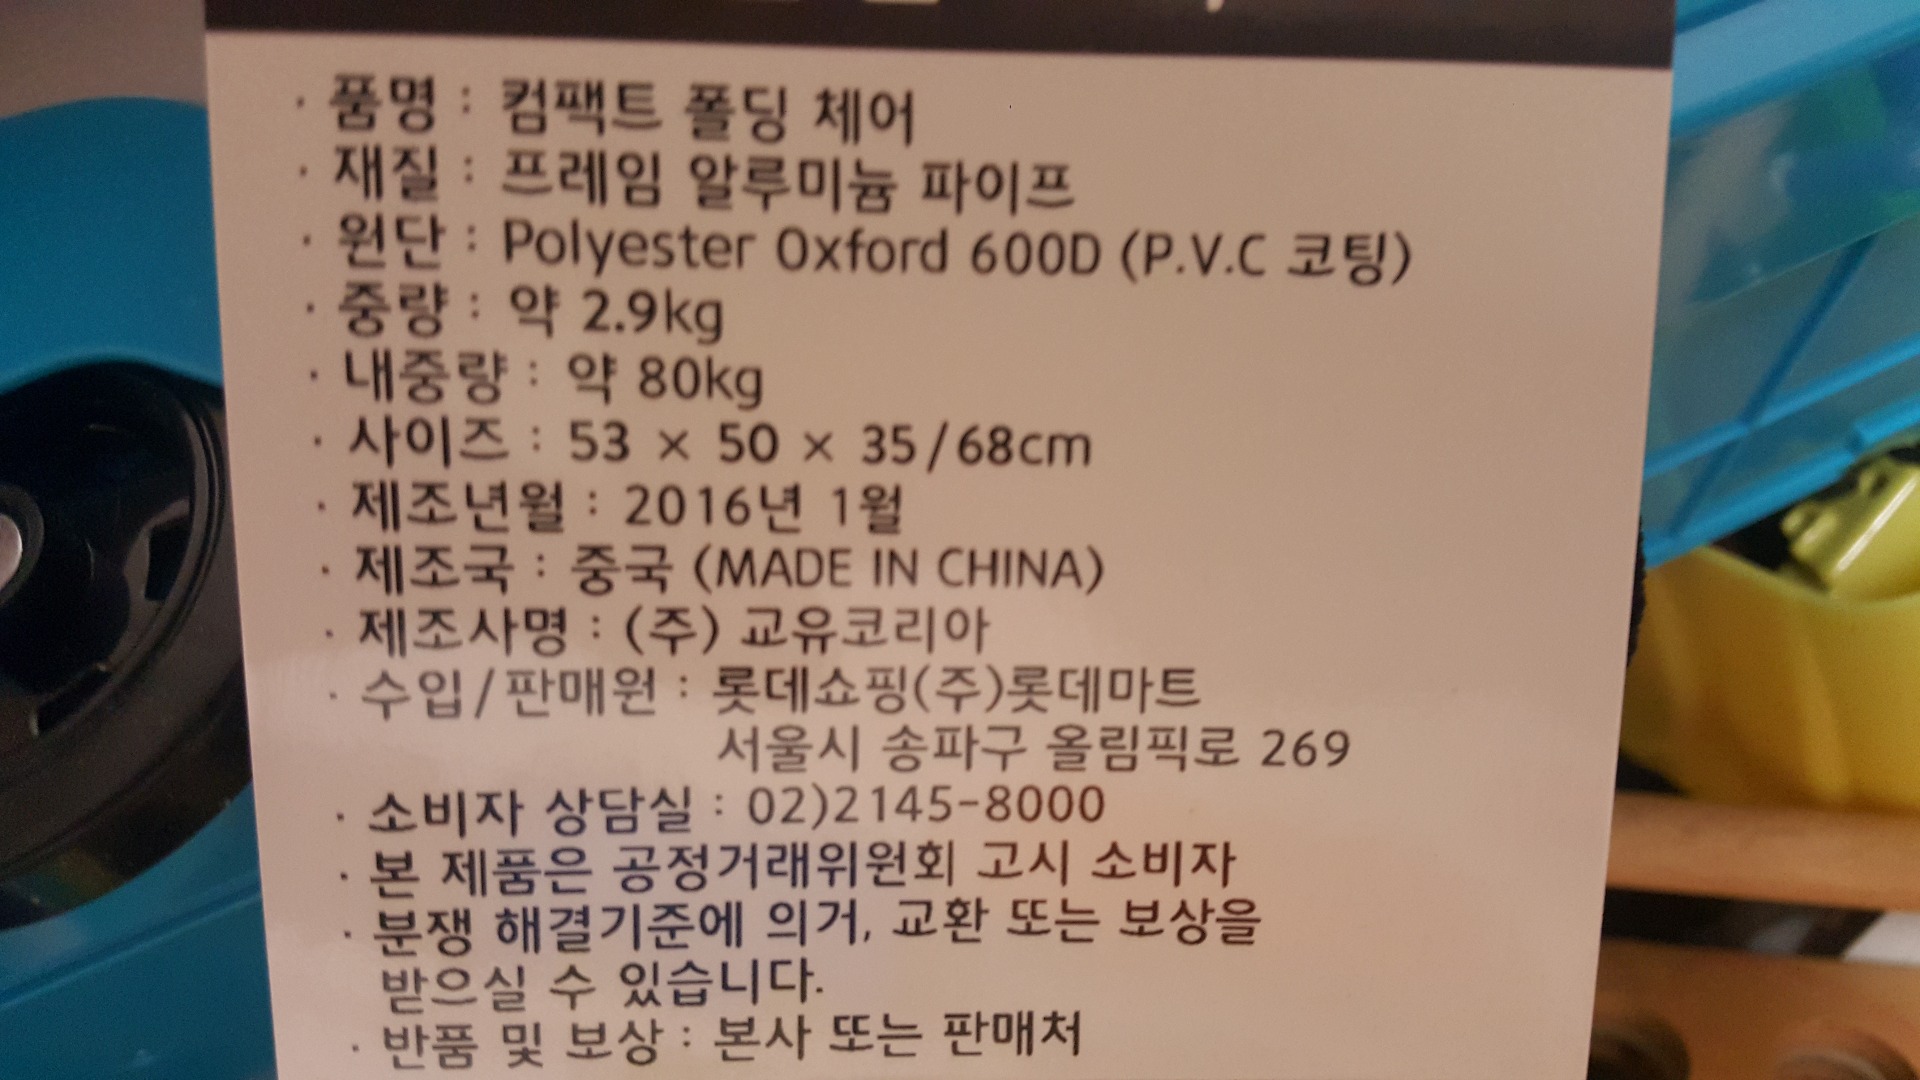 · 품명 : 컴팩트 폴딩 체어
· 재질 : 프레임 알루미늄 파이프
· 원단 : Polyester Oxford 600D (P.V.C 코팅)
· 중량 : 약 2.9kg
· 내중량 : 약 80kg
· 사이즈 : 53 × 50 × 35/68cm
· 제조년월 : 2016년 1월
· 제조국 : 중국 (MADE IN CHINA)
· 제조사명 : (주) 교유코리아
· 수입/판매원 : 롯데쇼핑(주)롯데마트
서울시 송파구 올림픽로 269
· 소비자 상담실 : 02)2145-8000
· 본 제품은 공정거래위원회 고시 소비자
· 분쟁 해결기준에 의거, 교환 또는 보상을
받으실 수 있습니다.
· 반품 및 보상 : 본사 또는 판매처